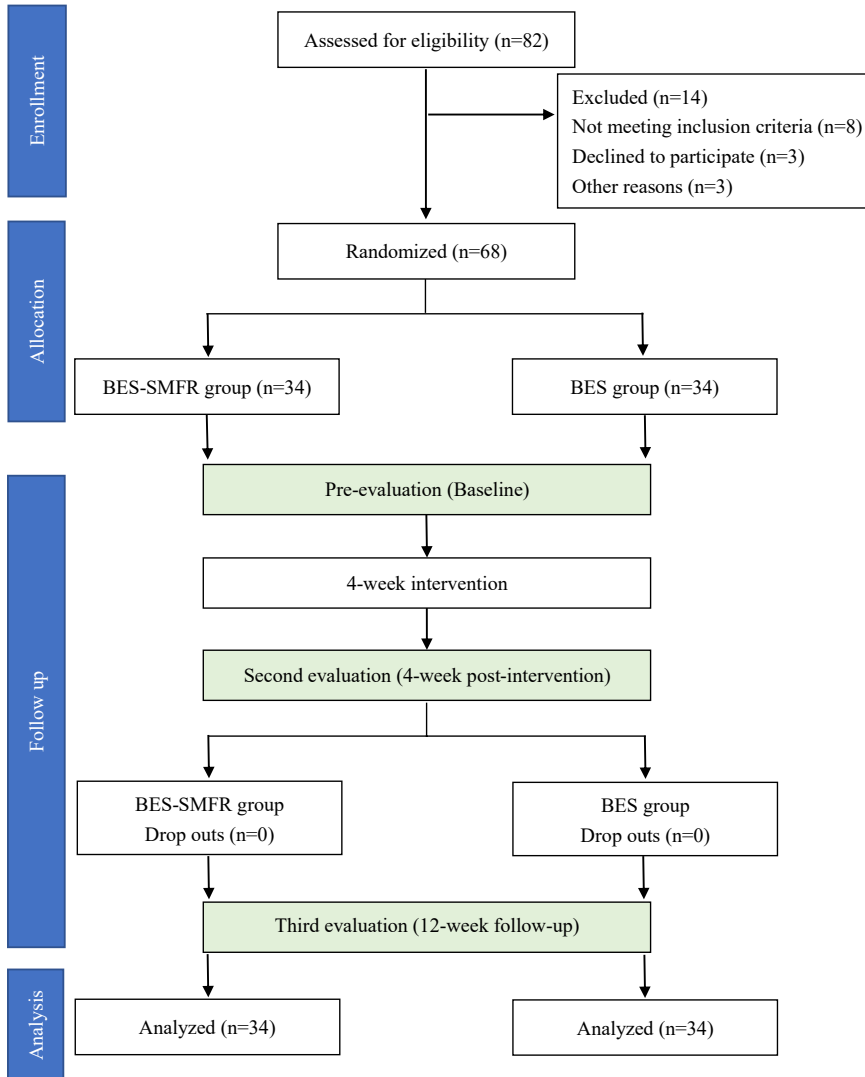 Enrollment
Assessed for eligibility (n=82)
Excluded (n=14)
Not meeting inclusion criteria (n=8)
Declined to participate (n=3)
Other reasons (n=3)
Allocation
Randomized (n=68)
BES-SMFR group (n=34)
BES group (n=34)
Follow up
Pre-evaluation (Baseline)
4-week intervention
Second evaluation (4-week post-intervention)
BES-SMFR group
Drop outs (n=0)
BES group
Drop outs (n=0)
Third evaluation (12-week follow-up)
Analysis
Analyzed (n=34)
Analyzed (n=34)